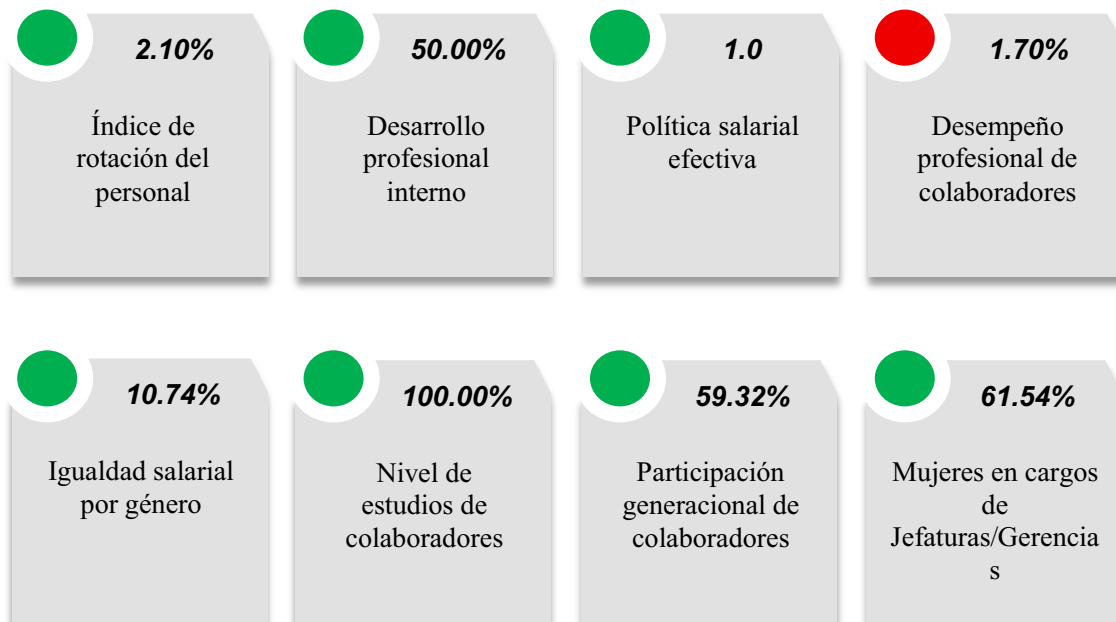 2.10%
Índice de
rotación del
personal
50.00%
Desarrollo
profesional
interno
1.0
Política salarial
efectiva
1.70%
Desempeño
profesional de
colaboradores
10.74%
Igualdad salarial
por género
100.00%
Nivel de
estudios de
colaboradores
59.32%
Participación
generacional de
colaboradores
61.54%
Mujeres en cargos
de
Jefaturas/Gerencia
s